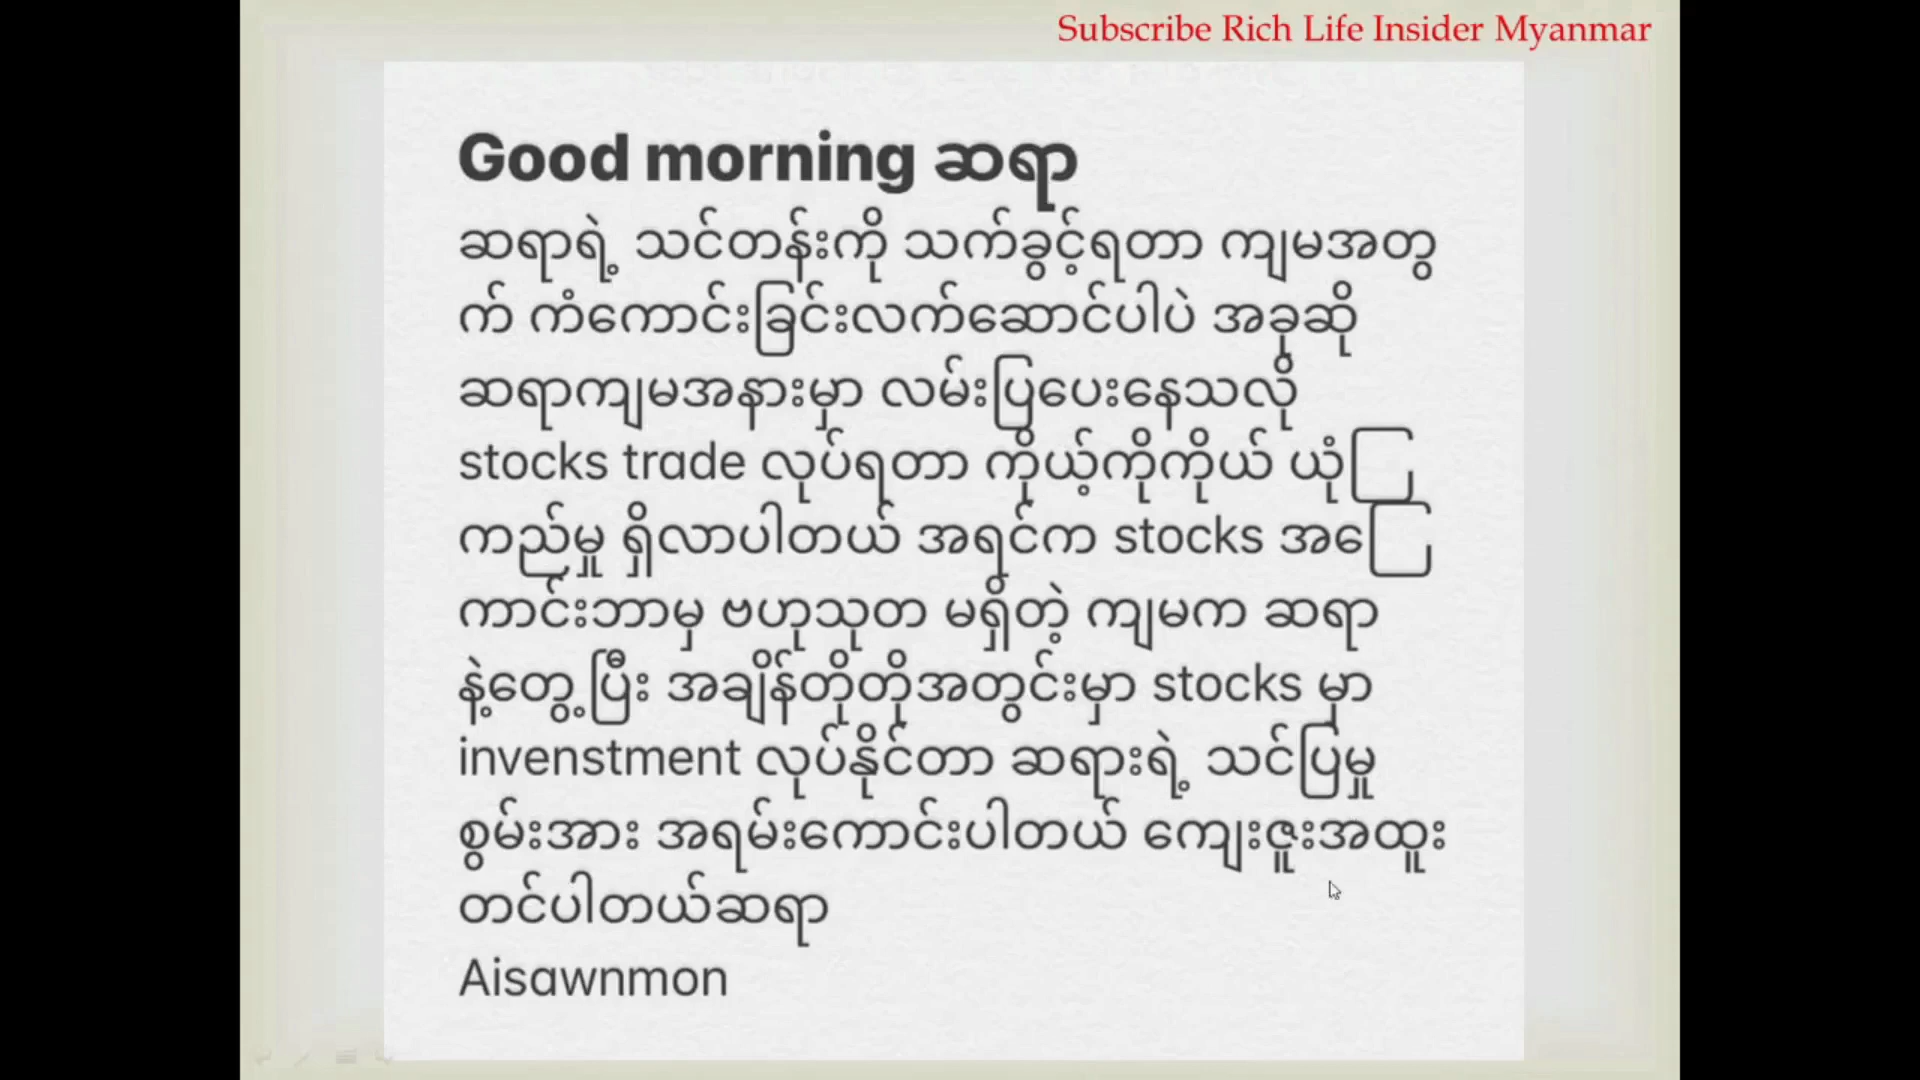 Subscribe Rich Life Insider Myanmar
Good morning ဆရာ
ဆရာရဲ့ သင်တန်းကို သက်ခွင့်ရတာ ကျမအတွ
က် ကံကောင်းခြင်းလက်ဆောင်ပါပဲ အခုဆို
ဆရာကျမအနားမှာ လမ်းပြပေးနေသလို
stocks trade လုပ်ရတာ ကိုယ့်ကိုကိုယ် ယုံကြ
ကည်မှု ရှိလာပါတယ် အရင်က stocks အကြေ
ကာင်းဘာမှ ဗဟုသုတ မရှိတဲ့ ကျမက ဆရာ
နဲ့တွေ့ပြီး အချိန်တိုတိုအတွင်းမှာ stocks မှာ
invenstment လုပ်နိုင်တာ ဆရားရဲ့ သင်ပြမှု
စွမ်းအား အရမ်းကောင်းပါတယ် ကျေးဇူးအထူး
တင်ပါတယ်ဆရာ
Aisawnmon